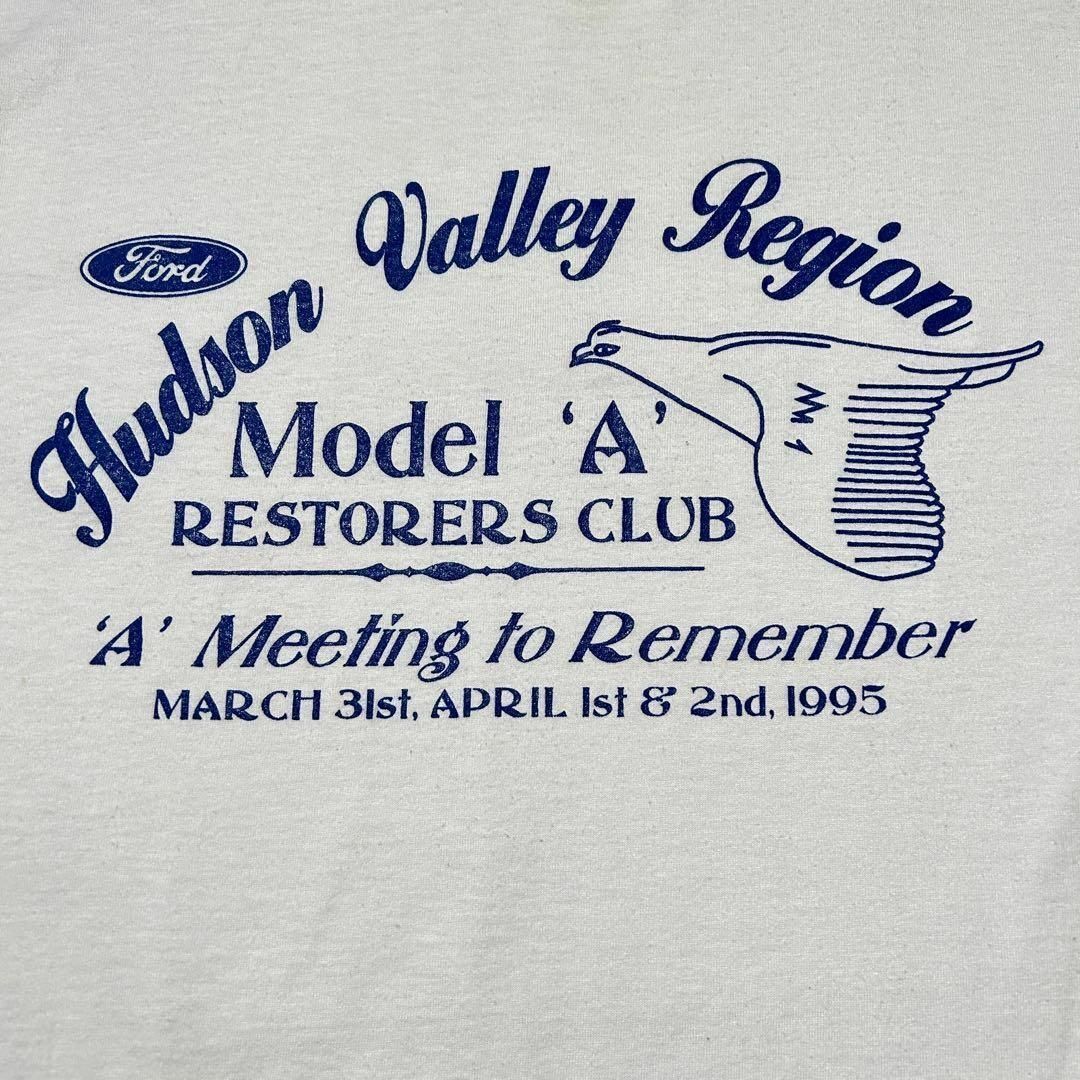 Ford
Hudson Valley Region
Model 'A'
RESTORERS CLUB
'A' Meeting to Remember
MARCH 31st, APRIL 1st & 2nd, 1995